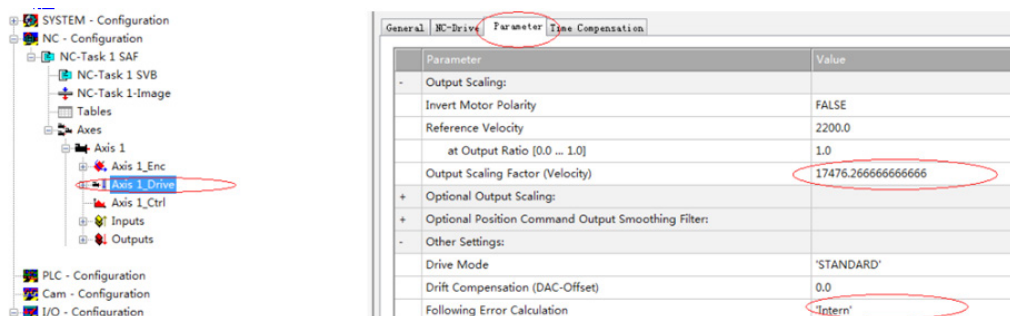 SYSTEM - Configuration
NC - Configuration
NC-Task 1 SAF
NC-Task 1 SVB
NC-Task 1-Image
Tables
Axes
Axis 1
Axis 1_Enc
Axis 1_Drive
Axis 1_Ctrl
Inputs
Outputs
PLC - Configuration
Cam - Configuration
I/O - Configuration
General NC-Drive Parameter Time Compensation
Parameter Value
- Output Scaling:
Invert Motor Polarity FALSE
Reference Velocity 2200.0
at Output Ratio [0.0 ... 1.0] 1.0
Output Scaling Factor (Velocity) 17476.266666666666
+ Optional Output Scaling:
+ Optional Position Command Output Smoothing Filter:
- Other Settings:
Drive Mode 'STANDARD'
Drift Compensation (DAC-Offset) 0.0
Following Error Calculation 'Intern'